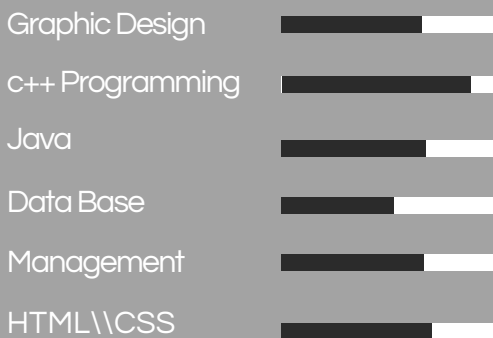 Graphic Design
c++ Programming
Java
Data Base
Management
HTML\\CSS